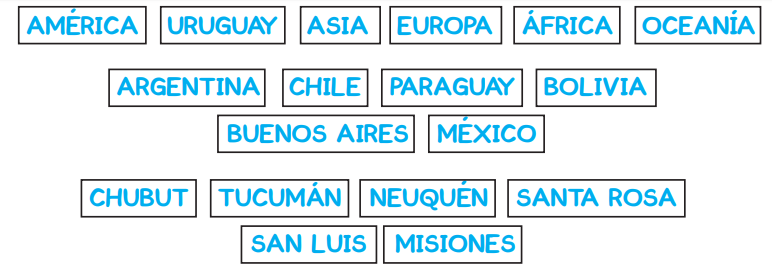 AMÉRICA URUGUAY ASIA EUROPA ÁFRICA OCEANÍA
ARGENTINA CHILE PARAGUAY BOLIVIA
BUENOS AIRES MÉXICO
CHUBUT TUCUMÁN NEUQUÉN SANTA ROSA
SAN LUIS MISIONES